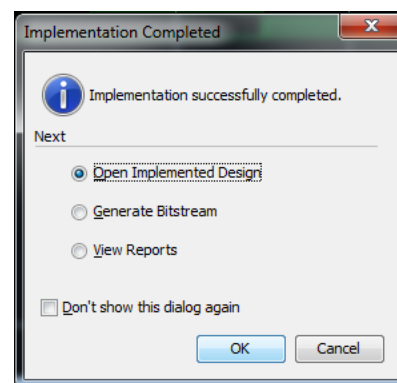 Implementation Completed
Implementation successfully completed.
Next
Open Implemented Design
Generate Bitstream
View Reports
Don't show this dialog again
OK
Cancel